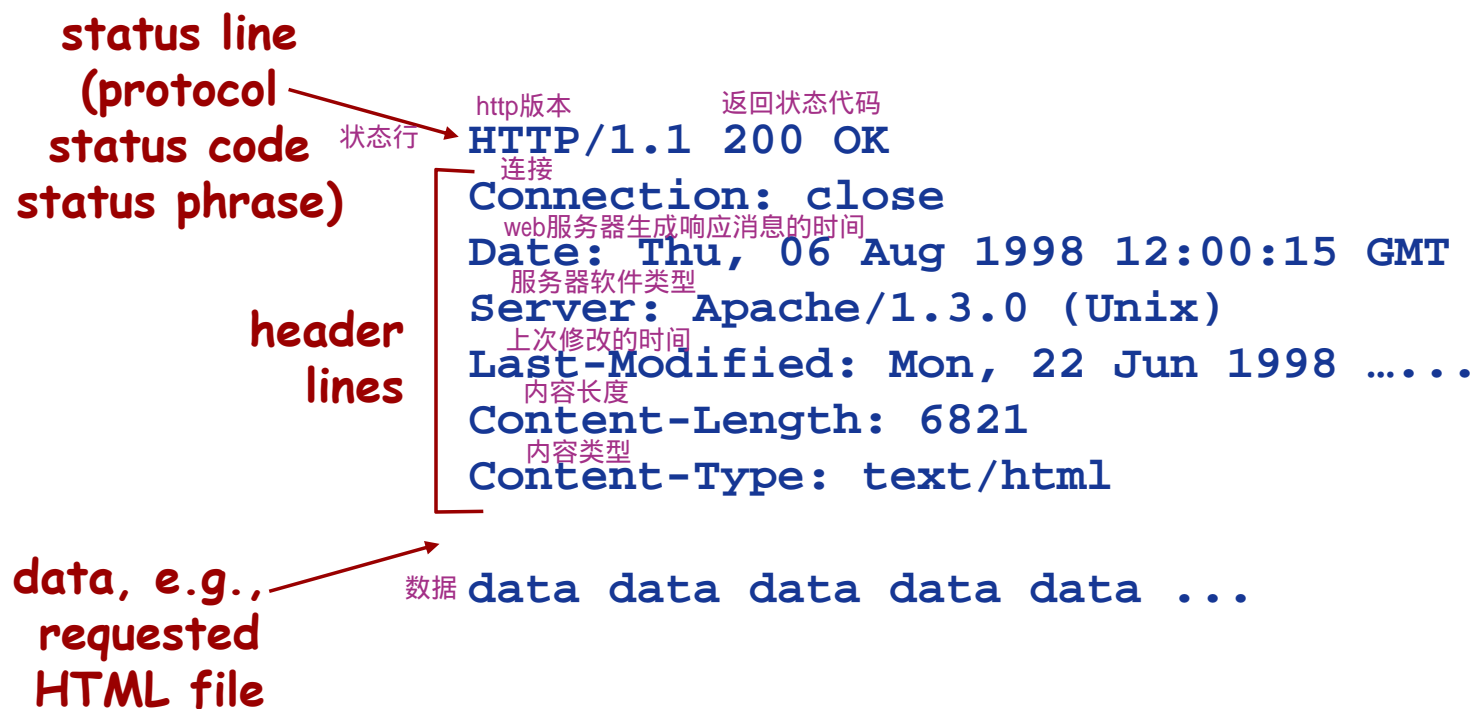 status line
(protocol
status code
status phrase)
http版本
返回状态代码
状态行
HTTP/1.1 200 OK
连接
Connection: close
web服务器生成响应消息的时间
Date: Thu, 06 Aug 1998 12:00:15 GMT
服务器软件类型
Server: Apache/1.3.0 (Unix)
上次修改的时间
Last-Modified: Mon, 22 Jun 1998 …...
内容长度
Content-Length: 6821
内容类型
Content-Type: text/html
header
lines
data, e.g.,
requested
HTML file
数据
data data data data data ...